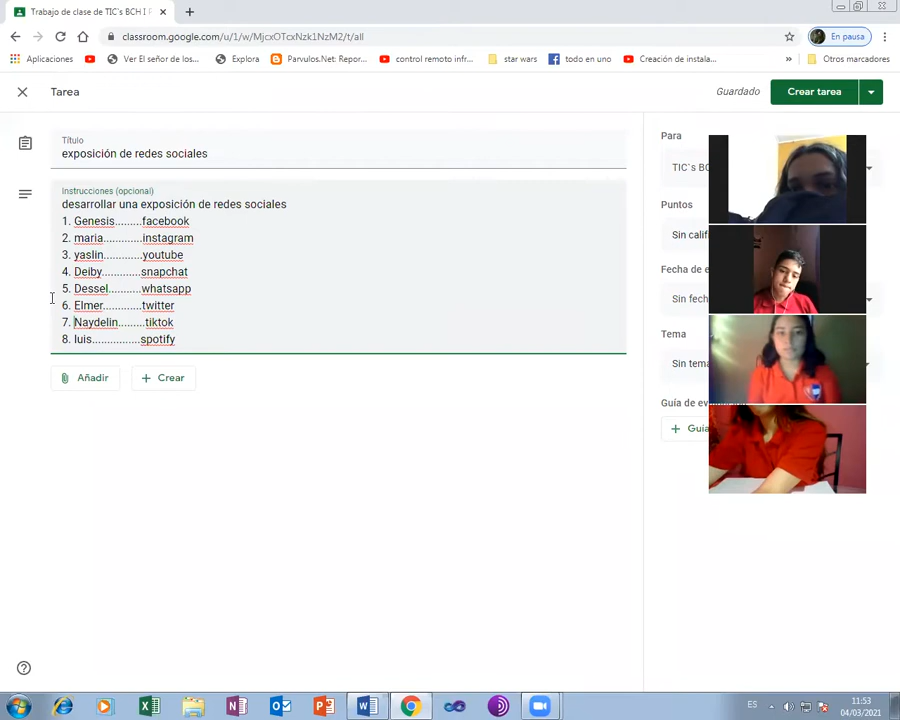 Trabajo de clase de TIC's BCH I P
classroom.google.com/u/1/w/MjcxOTcxNzk1NzM2/t/all
En pausa
Aplicaciones
Ver El señor de los...
Explora
Parvulos.Net: Repor...
control remoto infr...
star wars
todo en uno
Creación de instala...
»
Otros marcadores
Tarea
Guardado
Crear tarea
Título
exposición de redes sociales
Instrucciones (opcional)
desarrollar una exposición de redes sociales
1. Genesis.........facebook
2. maria.............instagram
3. yaslin.............youtube
4. Deiby.............snapchat
5. Dessel...........whatsapp
6. Elmer.............twitter
7. Naydelin.........tiktok
8. luis................spotify
Añadir
Crear
Para
TIC`s BC
Puntos
Sin calif
Fecha de e
Sin fech
Tema
Sin tema
Guía de ev
Guía
ES
11:53
04/03/2021